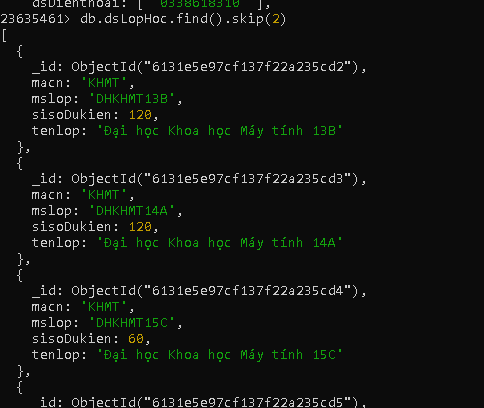 dsDienthoai: [ '0338618310' ],
23635461> db.dsLopHoc.find().skip(2)
[
{
_id: ObjectId("6131e5e97cf137f22a235cd2"),
macn: 'KHMT',
mslop: 'DHKHMT13B',
sisoDukien: 120,
tenlop: 'Đại học Khoa học Máy tính 13B'
},
{
_id: ObjectId("6131e5e97cf137f22a235cd3"),
macn: 'KHMT',
mslop: 'DHKHMT14A',
sisoDukien: 120,
tenlop: 'Đại học Khoa học Máy tính 14A'
},
{
_id: ObjectId("6131e5e97cf137f22a235cd4"),
macn: 'KHMT',
mslop: 'DHKHMT15C',
sisoDukien: 60,
tenlop: 'Đại học Khoa học Máy tính 15C'
},
{
_id: ObjectId("6131e5e97cf137f22a235cd5"),